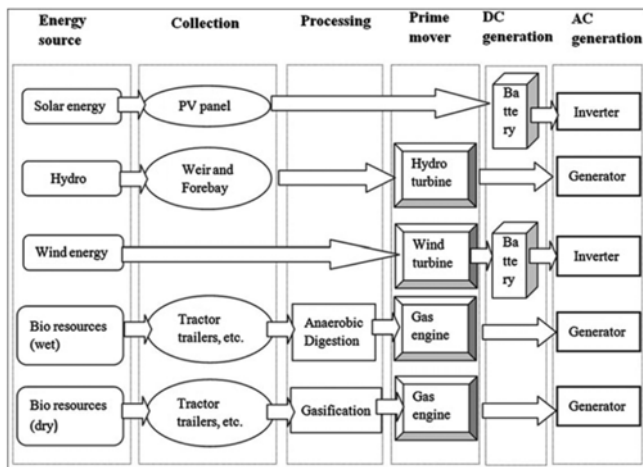 Energy source
Collection
Processing
Prime mover
DC generation
AC generation
Solar energy
PV panel
Ba
tte
ry
Inverter
Hydro
Weir and
Forebay
Hydro
turbine
Generator
Wind energy
Wind
turbine
Ba
tte
ry
Inverter
Bio resources
(wet)
Tractor
trailers, etc.
Anaerobic
Digestion
Gas
engine
Generator
Bio resources
(dry)
Tractor
trailers, etc.
Gasification
Gas
engine
Generator